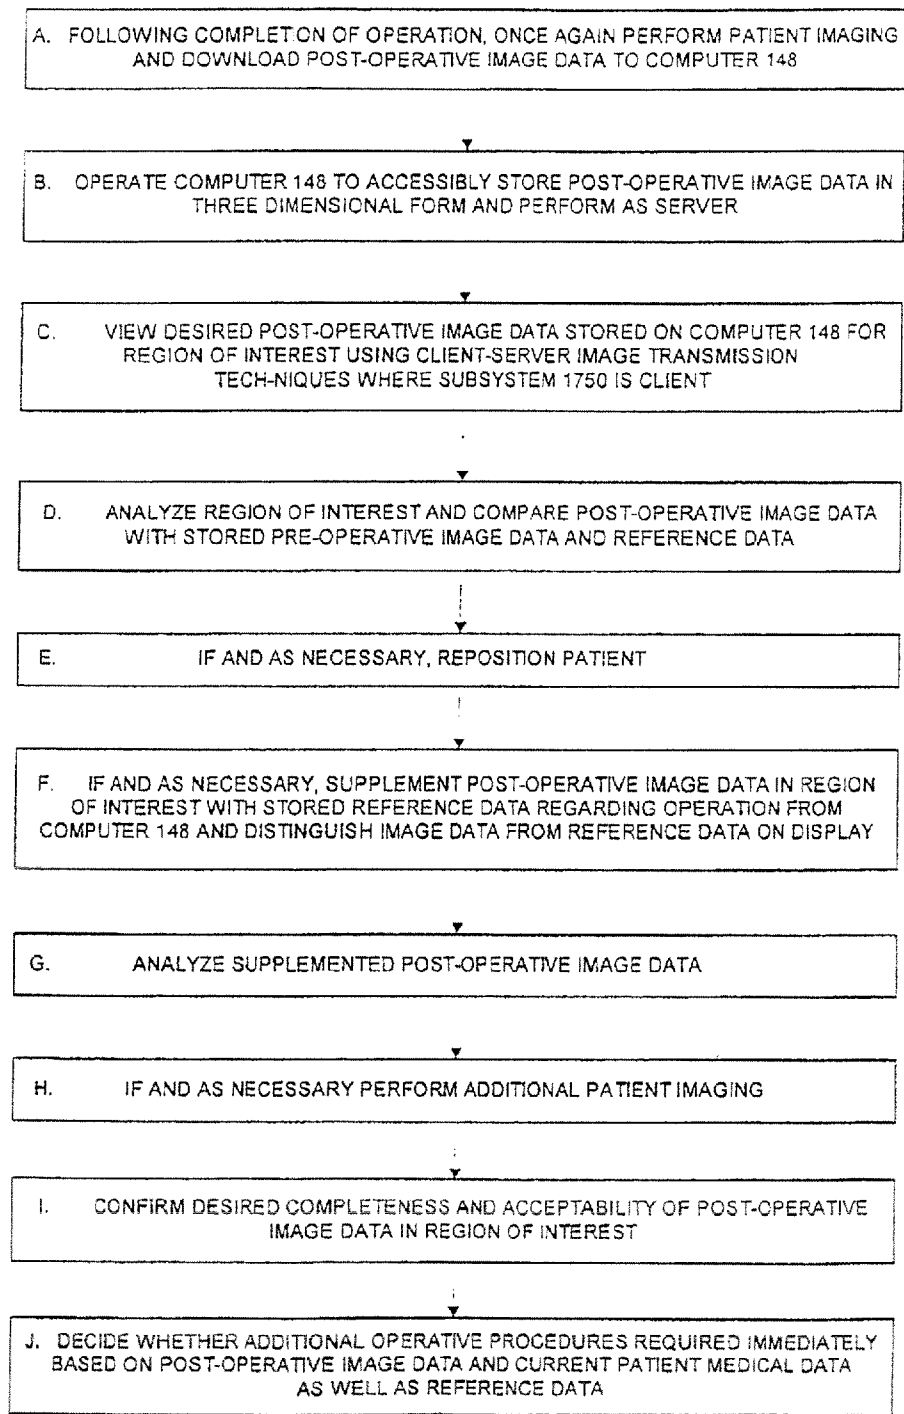 A. FOLLOWING COMPLETION OF OPERATION, ONCE AGAIN PERFORM PATIENT IMAGING
AND DOWNLOAD POST-OPERATIVE IMAGE DATA TO COMPUTER 148
B. OPERATE COMPUTER 148 TO ACCESSIBLY STORE POST-OPERATIVE IMAGE DATA IN
THREE DIMENSIONAL FORM AND PERFORM AS SERVER
C. VIEW DESIRED POST-OPERATIVE IMAGE DATA STORED ON COMPUTER 148 FOR
REGION OF INTEREST USING CLIENT-SERVER IMAGE TRANSMISSION
TECH-NIQUES WHERE SUBSYSTEM 1750 IS CLIENT
D. ANALYZE REGION OF INTEREST AND COMPARE POST-OPERATIVE IMAGE DATA
WITH STORED PRE-OPERATIVE IMAGE DATA AND REFERENCE DATA
E. IF AND AS NECESSARY, REPOSITION PATIENT
F. IF AND AS NECESSARY, SUPPLEMENT POST-OPERATIVE IMAGE DATA IN REGION
OF INTEREST WITH STORED REFERENCE DATA REGARDING OPERATION FROM
COMPUTER 148 AND DISTINGUISH IMAGE DATA FROM REFERENCE DATA ON DISPLAY
G. ANALYZE SUPPLEMENTED POST-OPERATIVE IMAGE DATA
H. IF AND AS NECESSARY PERFORM ADDITIONAL PATIENT IMAGING
I. CONFIRM DESIRED COMPLETENESS AND ACCEPTABILITY OF POST-OPERATIVE
IMAGE DATA IN REGION OF INTEREST
J. DECIDE WHETHER ADDITIONAL OPERATIVE PROCEDURES REQUIRED IMMEDIATELY
BASED ON POST-OPERATIVE IMAGE DATA AND CURRENT PATIENT MEDICAL DATA
AS WELL AS REFERENCE DATA